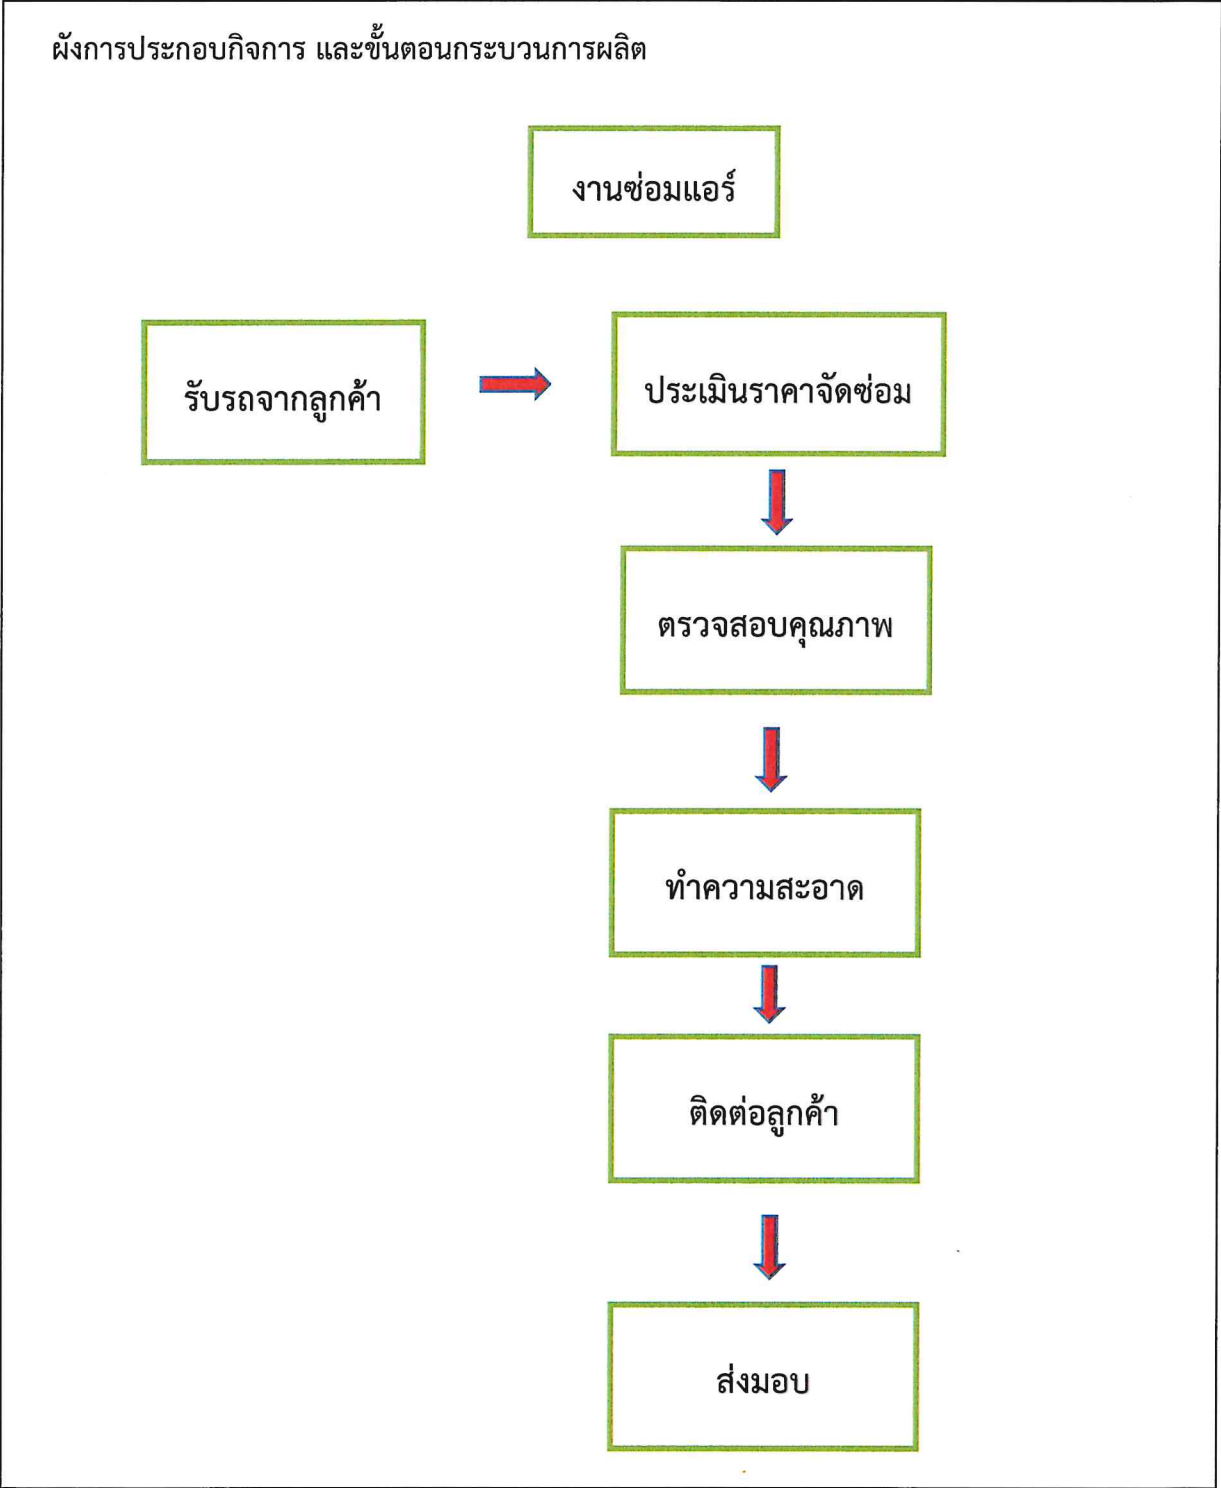 ผังการประกอบกิจการ และขั้นตอนกระบวนการผลิต
งานซ่อมแอร์
รับรถจากลูกค้า
ประเมินราคาจัดซ่อม
ตรวจสอบคุณภาพ
ทำความสะอาด
ติดต่อลูกค้า
ส่งมอบ